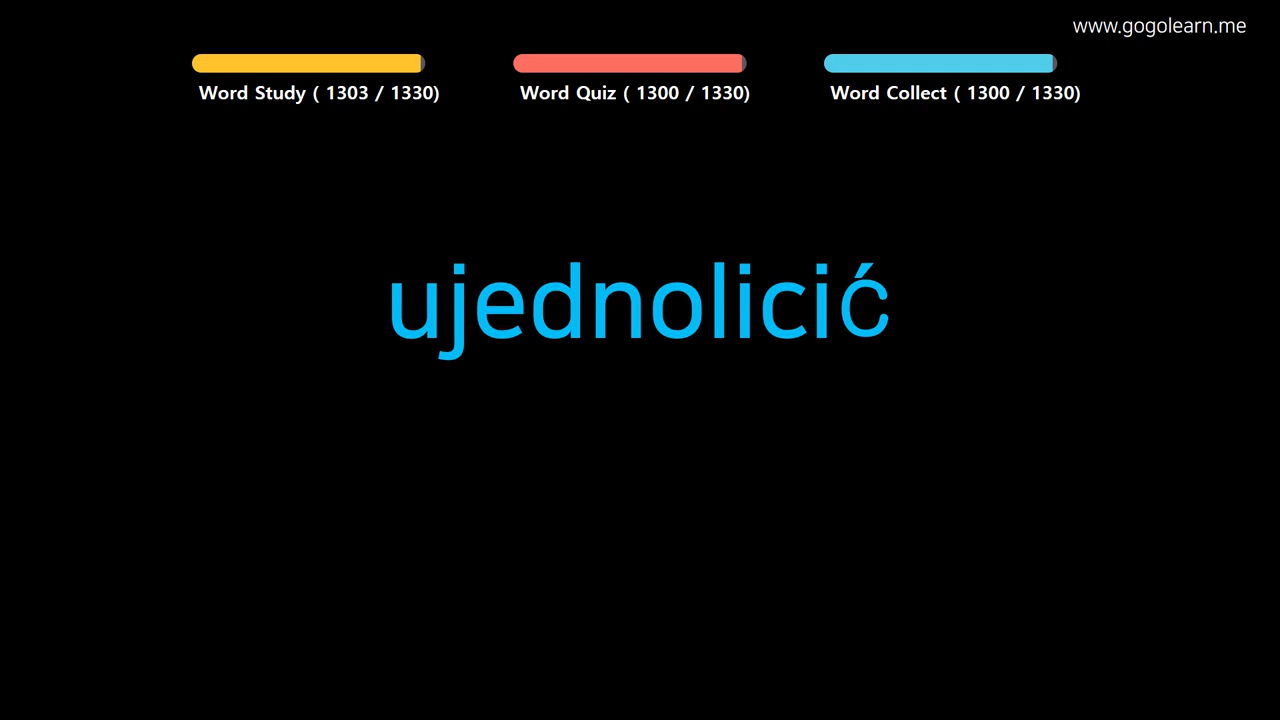 www.gogolearn.me
Word Study ( 1303 / 1330)
Word Quiz ( 1300 / 1330)
Word Collect ( 1300 / 1330)
ujednolicić